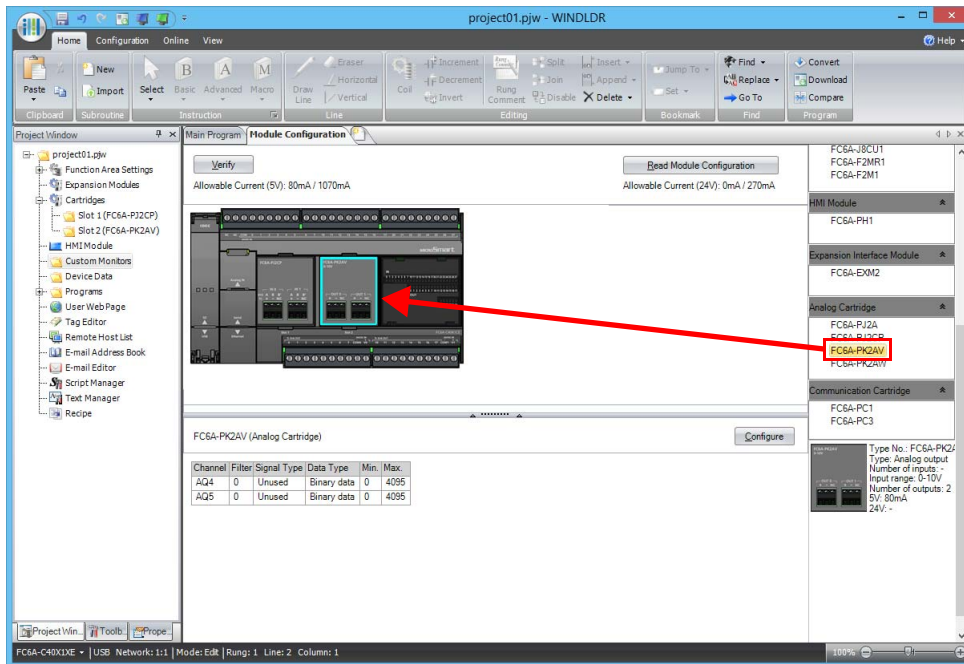 project01.pjw - WINDLDR
Home Configuration Online View
Help
Paste
New
Import
Select
Basic Advanced Macro
Draw Line
Eraser
Horizontal
Vertical
Coil
Increment
Decrement
Invert
Rung Comment
Split
Join
Disable
Insert
Append
Delete
Jump To
Set
Find
Replace
Go To
Convert
Download
Compare
Clipboard Subroutine Instruction Line Editing Bookmark Find Program
Project Window
project01.pjw
Function Area Settings
Expansion Modules
Cartridges
Slot 1 (FC6A-PJ2CP)
Slot 2 (FC6A-PK2AV)
HMI Module
Custom Monitors
Device Data
Programs
User Web Page
Tag Editor
Remote Host List
E-mail Address Book
E-mail Editor
Script Manager
Text Manager
Recipe
Project Win... Toolb... Prope...
Main Program Module Configuration
Verify
Read Module Configuration
Allowable Current (5V): 80mA / 1070mA
Allowable Current (24V): 0mA / 270mA
FC6A-PK2AV (Analog Cartridge)
Configure
Channel Filter Signal Type Data Type Min. Max.
AQ4 0 Unused Binary data 0 4095
AQ5 0 Unused Binary data 0 4095
FC6A-J8CU1
FC6A-F2MR1
FC6A-F2M1
HMI Module
FC6A-PH1
Expansion Interface Module
FC6A-EXM2
Analog Cartridge
FC6A-PJ2A
FC6A-PJ2CP
FC6A-PK2AV
FC6A-PK2AW
Communication Cartridge
FC6A-PC1
FC6A-PC3
Type No.: FC6A-PK2A
Type: Analog output
Number of inputs: -
Input range: 0-10V
Number of outputs: 2
5V: 80mA
24V: -
FC6A-C40X1XE USB Network: 1:1 Mode: Edit Rung: 1 Line: 2 Column: 1
100%